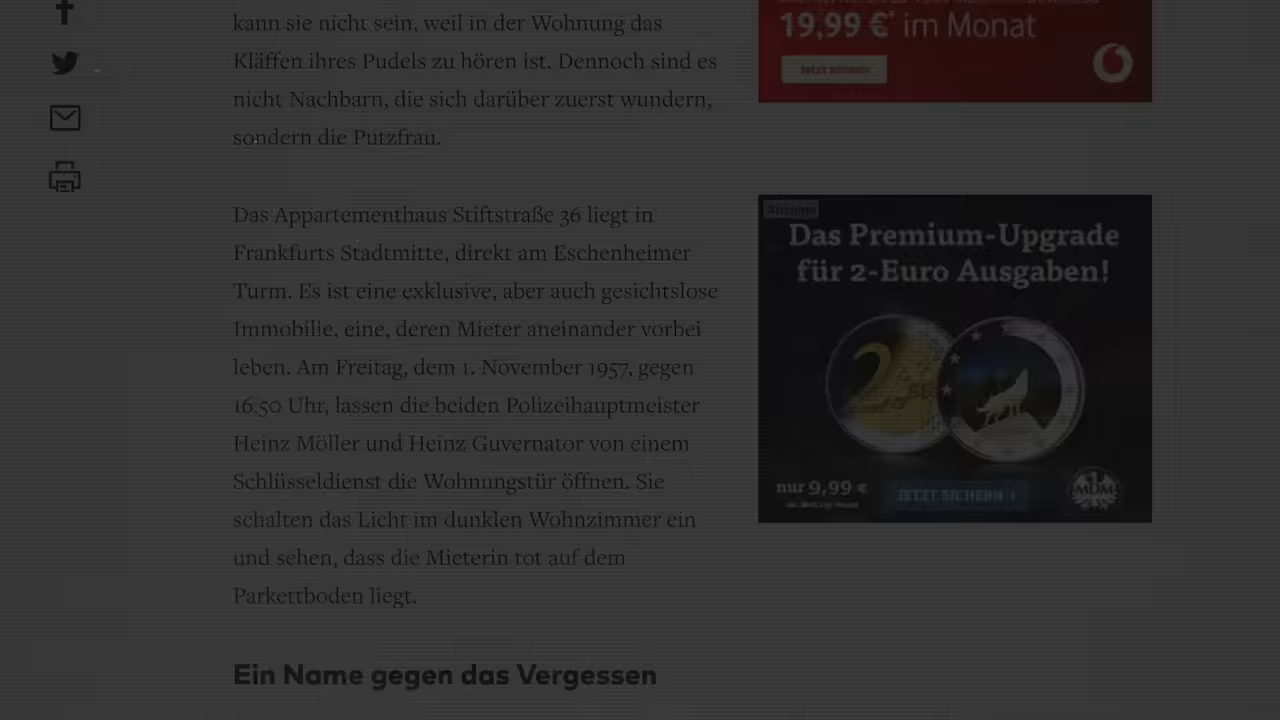 kann sie nicht sein, weil in der Wohnung das
Kläffen ihres Pudels zu hören ist. Dennoch sind es
nicht Nachbarn, die sich darüber zuerst wundern,
sondern die Putzfrau.
Das Appartementhaus Stiftstraße 36 liegt in
Frankfurts Stadtmitte, direkt am Eschenheimer
Turm. Es ist eine exklusive, aber auch gesichtslose
Immobilie, eine, deren Mieter aneinander vorbei
leben. Am Freitag, dem 1. November 1957, gegen
16.50 Uhr, lassen die beiden Polizeihauptmeister
Heinz Möller und Heinz Guvernator von einem
Schlüsseldienst die Wohnungstür öffnen. Sie
schalten das Licht im dunklen Wohnzimmer ein
und sehen, dass die Mieterin tot auf dem
Parkettboden liegt.
Ein Name gegen das Vergessen
19,99 €* im Monat
Jetzt sichern
Anzeige
Das Premium-Upgrade
für 2-Euro Ausgaben!
2
nur 9,99 €
JETZT SICHERN
MDM